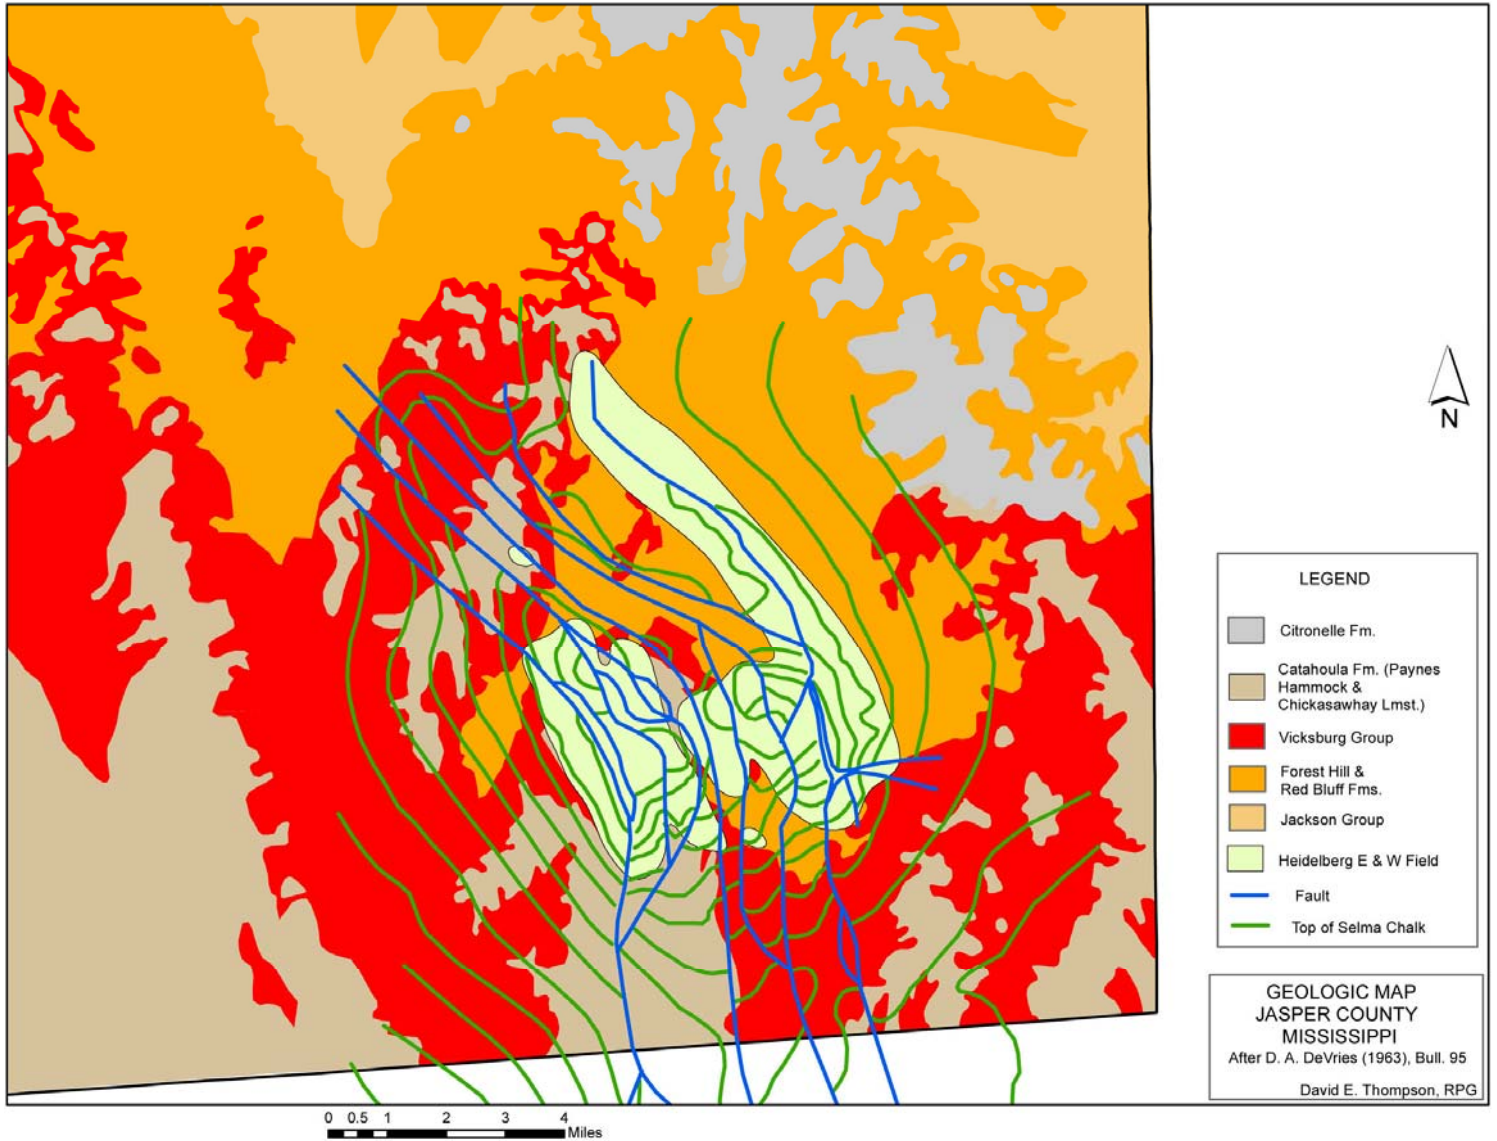 N
LEGEND
Citronelle Fm.
Catahoula Fm. (Paynes
Hammock &
Chickasawhay Lmst.)
Vicksburg Group
Forest Hill &
Red Bluff Fms.
Jackson Group
Heidelberg E & W Field
Fault
Top of Selma Chalk
GEOLOGIC MAP
JASPER COUNTY
MISSISSIPPI
After D. A. DeVries (1963), Bull. 95
David E. Thompson, RPG
0 0.5 1 2 3 4
Miles